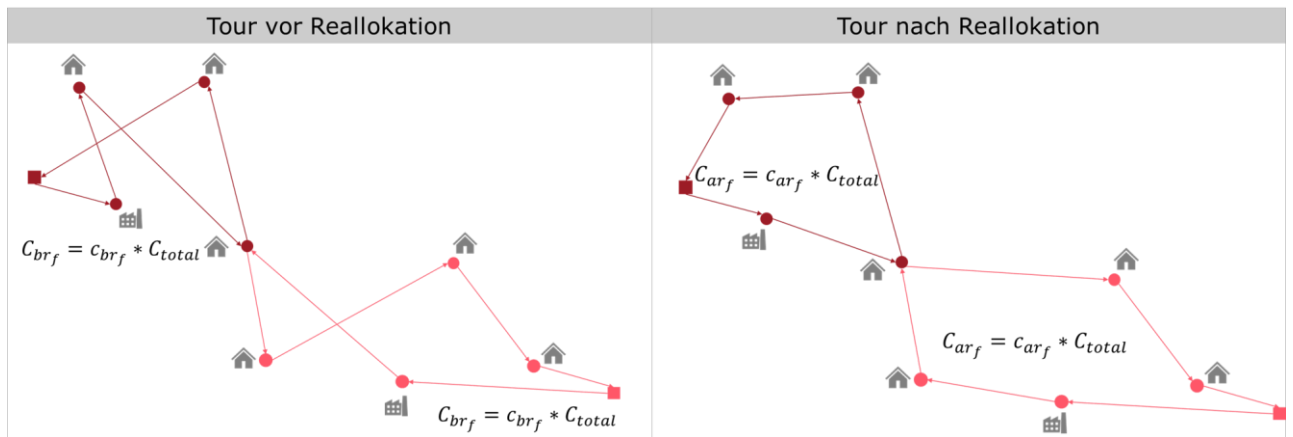 Tour vor Reallokation
Tour nach Reallokation
C_{br_f} = c_{br_f} * C_{total}
C_{br_f} = c_{br_f} * C_{total}
C_{ar_f} = c_{ar_f} * C_{total}
C_{ar_f} = c_{ar_f} * C_{total}